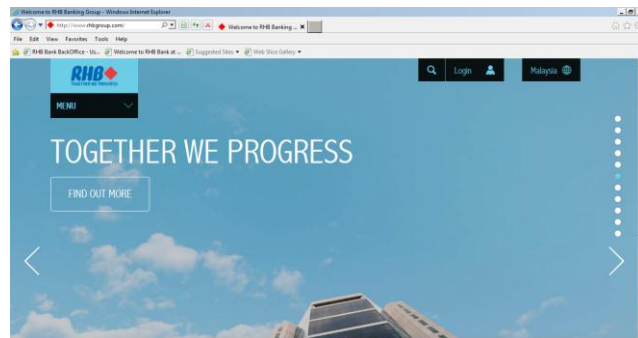 Welcome to RHB Banking Group - Windows Internet Explorer
http://www.rhbgroup.com/
Welcome to RHB Banking ...
File Edit View Favorites Tools Help
RHB Bank BackOffice - Us... Welcome to RHB Bank at ... Suggested Sites Web Slice Gallery
RHB
TOGETHER WE PROGRESS
Login Malaysia
MENU
TOGETHER WE PROGRESS
FIND OUT MORE